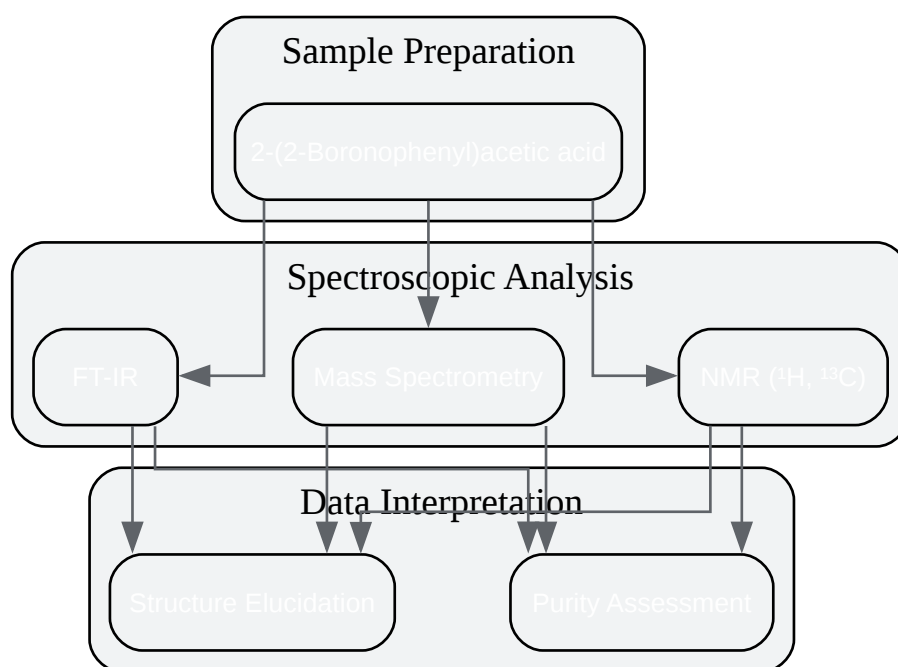 Sample Preparation
2-(2-Boronophenyl)acetic acid
Spectroscopic Analysis
FT-IR
Mass Spectrometry
NMR (¹H, ¹³C)
Data Interpretation
Structure Elucidation
Purity Assessment